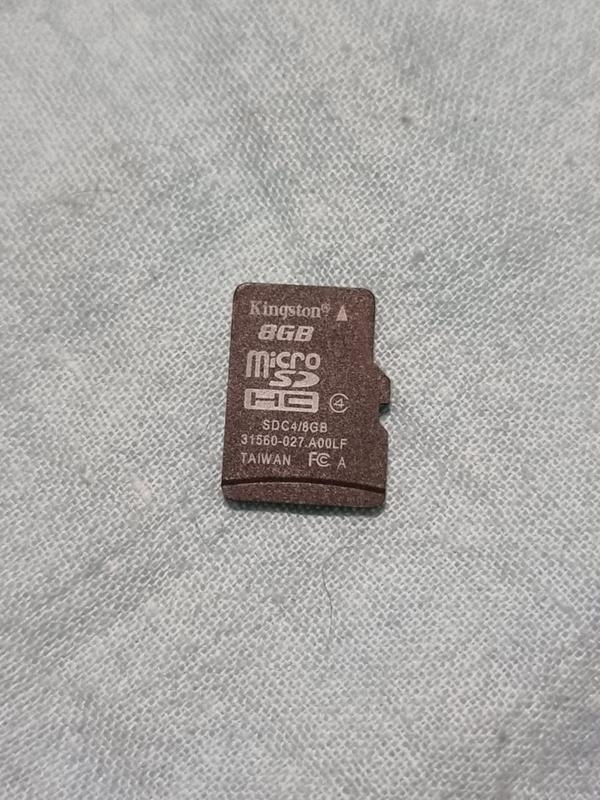 Kingston®
8GB
micro
SD
HC 4
SDC4/8GB
31560-027.A00LF
TAIWAN FC A